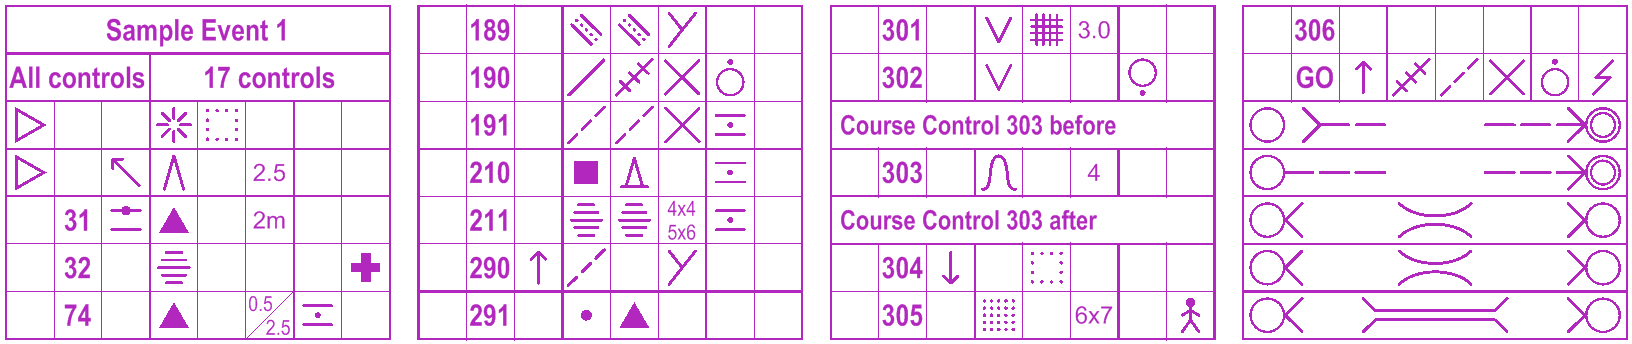 Sample Event 1
All controls 17 controls
2.5
31 2m
32
74 0.5/2.5
189
190
191
210
211 4x4 5x6
290
291
301 3.0
302
Course Control 303 before
303 4
Course Control 303 after
304
305 6x7
306
GO